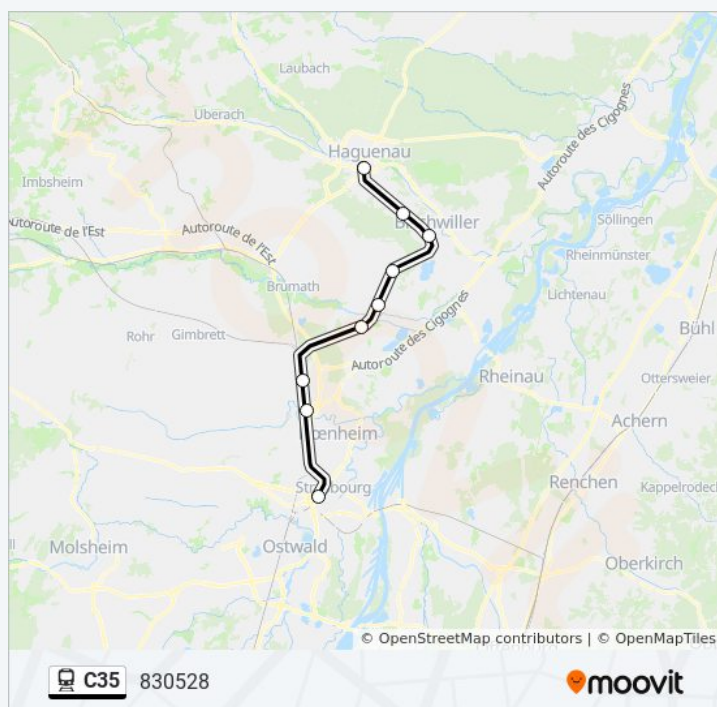 Laubach
Uberach
Haguenau
Autoroute des Cigognes
Imbsheim
Bischwiller
Autoroute de l'Est
Autoroute de l'Est
Söllingen
Rheinmünster
Brumath
Lichtenau
Rohr
Gimbrett
Autoroute des Cigognes
Bühl
Rheinau
Ottersweier
Achern
Hœnheim
Renchen
Strasbourg
Kappelrodeck
Molsheim
Ostwald
Oberkirch
© OpenStreetMap contributors | © OpenMapTiles
C35 830528 moovit